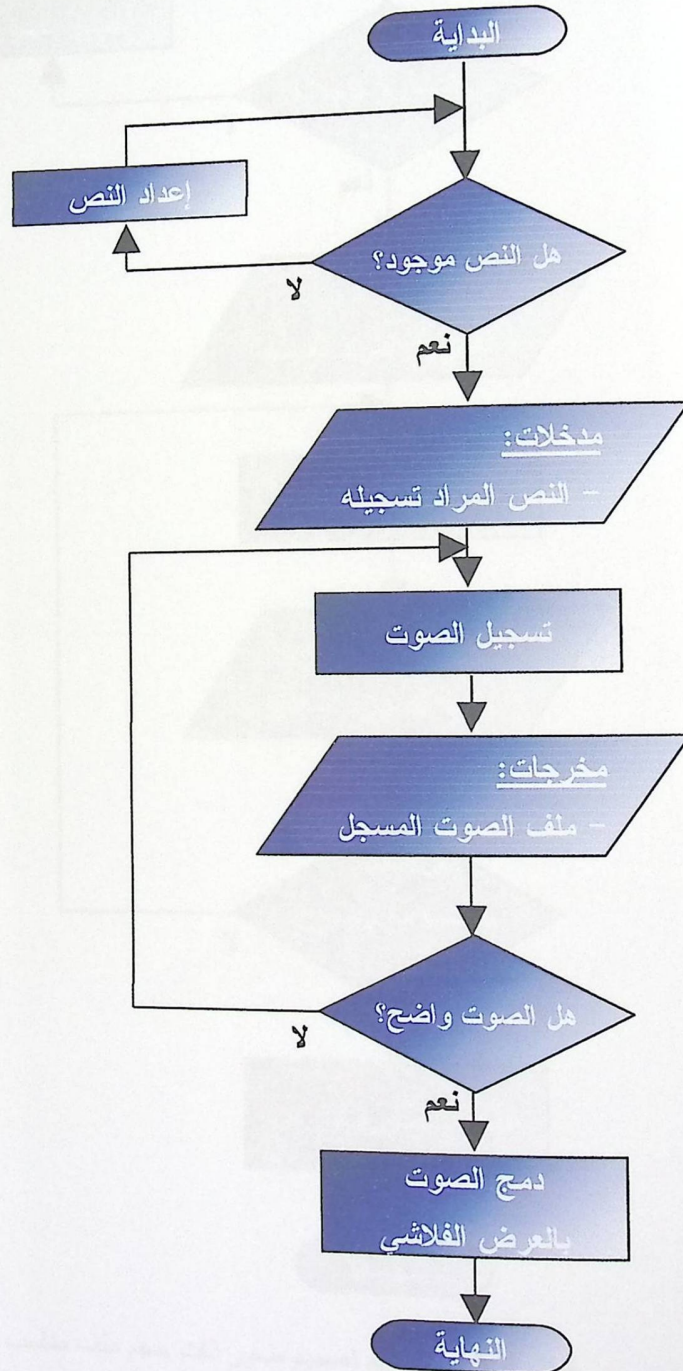 البداية
إعداد النص
هل النص موجود؟
لا
نعم
مدخلات:
- النص المراد تسجيله
تسجيل الصوت
مخرجات:
- ملف الصوت المسجل
هل الصوت واضح؟
لا
نعم
دمج الصوت
بالعرض الفلاشي
النهاية